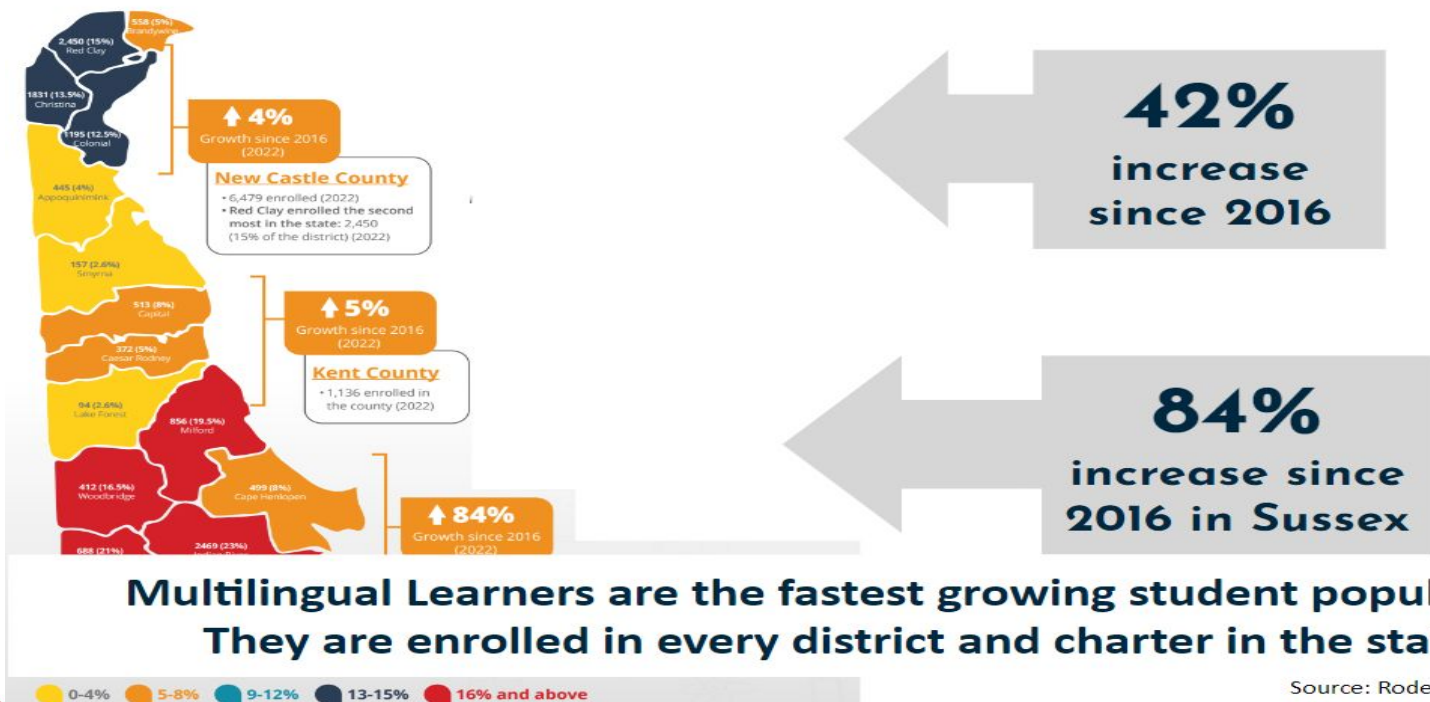 558 (5%)
Brandywine
2,450 (15%)
Red Clay
1831 (13.5%)
Christina
1195 (12.5%)
Colonial
4%
Growth since 2016
(2022)
New Castle County
• 6,479 enrolled (2022)
• Red Clay enrolled the second
most in the state: 2,450
(15% of the district) (2022)
445 (4%)
Appoquinimink
157 (2.6%)
Smyrna
513 (8%)
Capital
372 (5%)
Caesar Rodney
94 (2.6%)
Lake Forest
5%
Growth since 2016
(2022)
Kent County
• 1,136 enrolled in
the county (2022)
856 (19.5%)
Milford
412 (16.5%)
Woodbridge
499 (8%)
Cape Henlopen
688 (21%)
2469 (23%)
84%
Growth since 2016
(2022)
42%
increase
since 2016
84%
increase since
2016 in Sussex
Multilingual Learners are the fastest growing student popul
They are enrolled in every district and charter in the sta
0-4% 5-8% 9-12% 13-15% 16% and above
Source: Rode